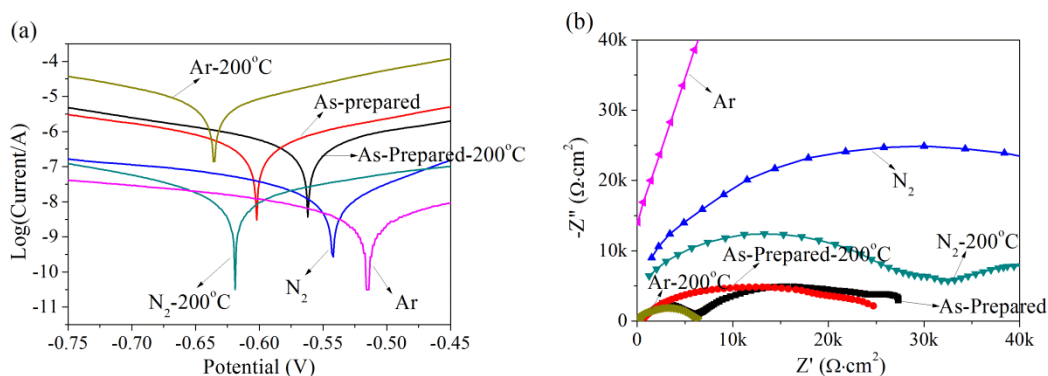 (a)
-4
-5
-6
-7
-8
-9
-10
-11
Log(Current/A)
Ar-200°C
As-prepared
As-Prepared-200°C
N₂-200°C
N₂
Ar
-0.75
-0.70
-0.65
-0.60
-0.55
-0.50
-0.45
Potential (V)
(b)
40k
30k
20k
10k
0
-Z" (Ω·cm²)
Ar
N₂
N₂-200°C
As-Prepared-200°C
Ar-200°C
As-Prepared
0
10k
20k
30k
40k
Z' (Ω·cm²)